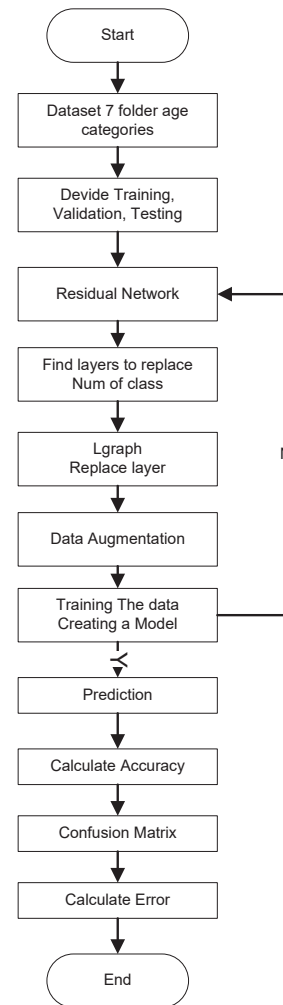 Start
Dataset 7 folder age
categories
Devide Training,
Validation, Testing
Residual Network
Find layers to replace
Num of class
Lgraph
Replace layer
Data Augmentation
Training The data
Creating a Model
Y
Prediction
Calculate Accuracy
Confusion Matrix
Calculate Error
End